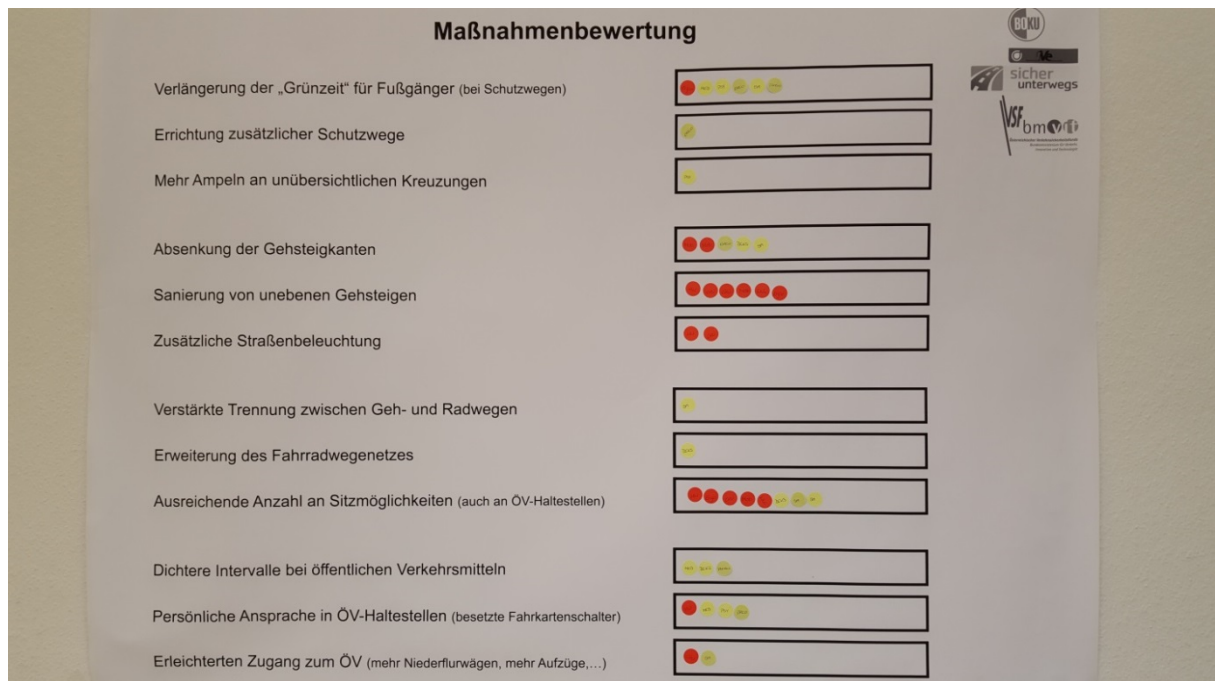 Maßnahmenbewertung
BOKU
sicher
unterwegs
VSF
bmvit
Verlängerung der „Grünzeit“ für Fußgänger (bei Schutzwegen)
Errichtung zusätzlicher Schutzwege
Mehr Ampeln an unübersichtlichen Kreuzungen
Absenkung der Gehsteigkanten
Sanierung von unebenen Gehsteigen
Zusätzliche Straßenbeleuchtung
Verstärkte Trennung zwischen Geh- und Radwegen
Erweiterung des Fahrradwegenetzes
Ausreichende Anzahl an Sitzmöglichkeiten (auch an ÖV-Haltestellen)
Dichtere Intervalle bei öffentlichen Verkehrsmitteln
Persönliche Ansprache in ÖV-Haltestellen (besetzte Fahrkartenschalter)
Erleichterten Zugang zum ÖV (mehr Niederflurwägen, mehr Aufzüge,...)